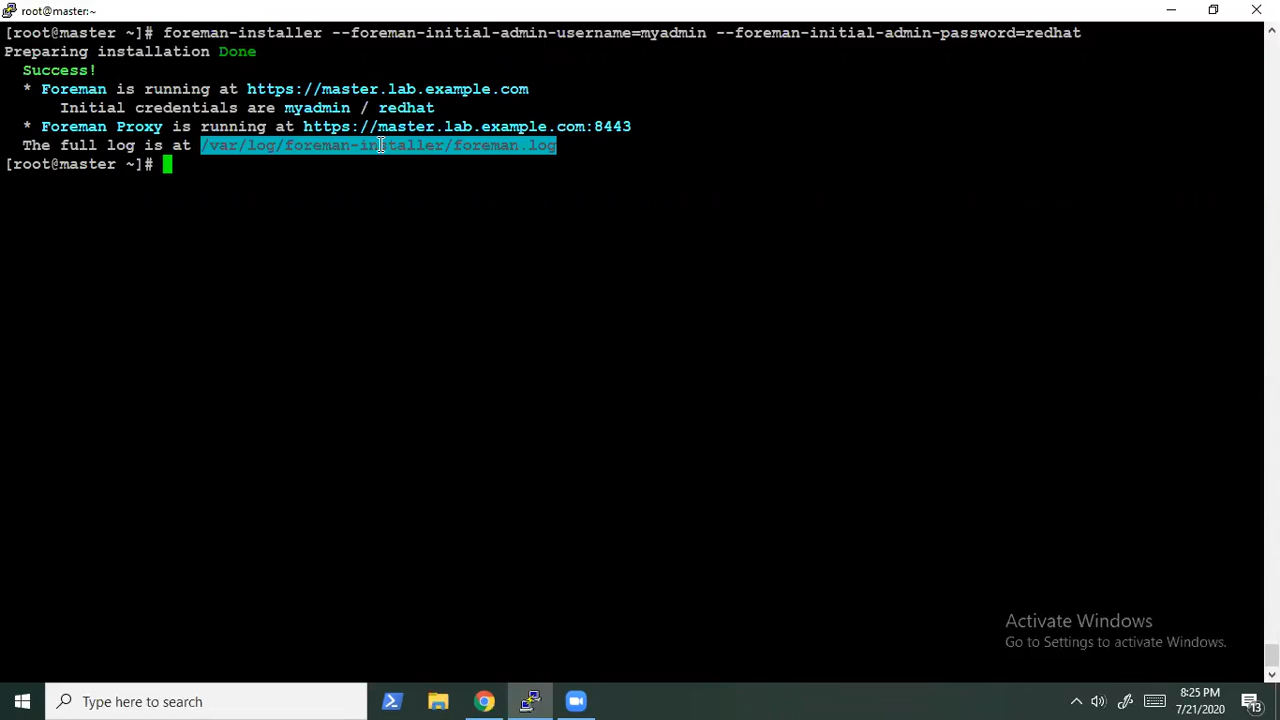 root@master:~
[root@master ~]# foreman-installer --foreman-initial-admin-username=myadmin --foreman-initial-admin-password=redhat
Preparing installation Done
  Success!
  * Foreman is running at https://master.lab.example.com
      Initial credentials are myadmin / redhat
  * Foreman Proxy is running at https://master.lab.example.com:8443
  The full log is at /var/log/foreman-installer/foreman.log
[root@master ~]#
Activate Windows
Go to Settings to activate Windows.
Type here to search
8:25 PM
7/21/2020
13